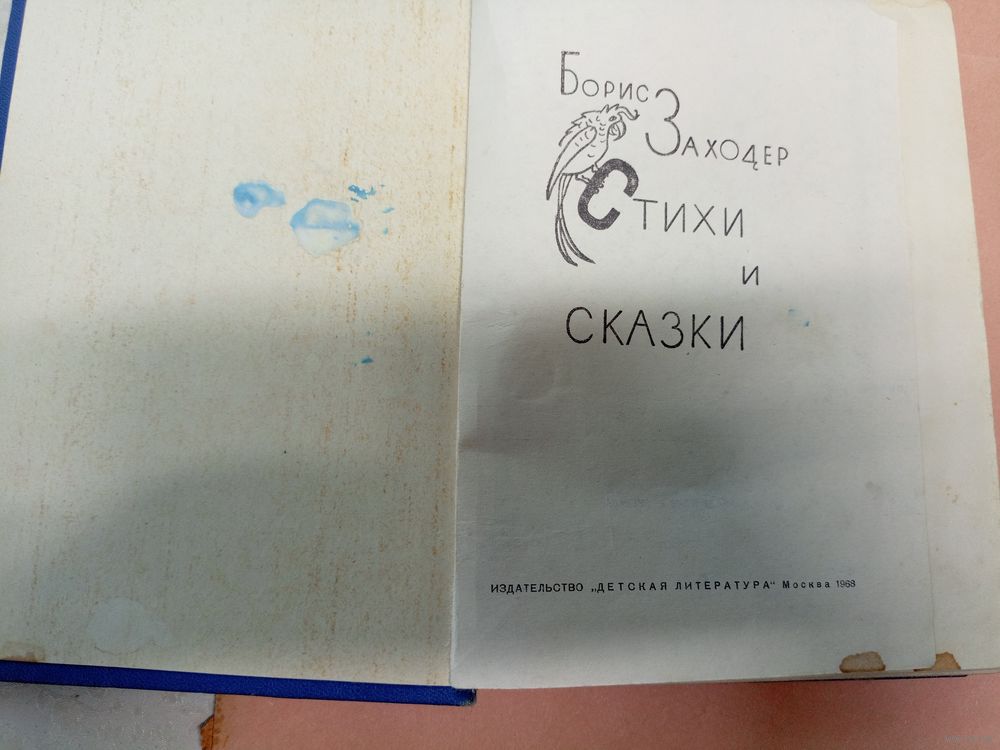 Борис
Заходер
Стихи
и
СКАЗКИ
ИЗДАТЕЛЬСТВО „ДЕТСКАЯ ЛИТЕРАТУРА“ Москва 1968